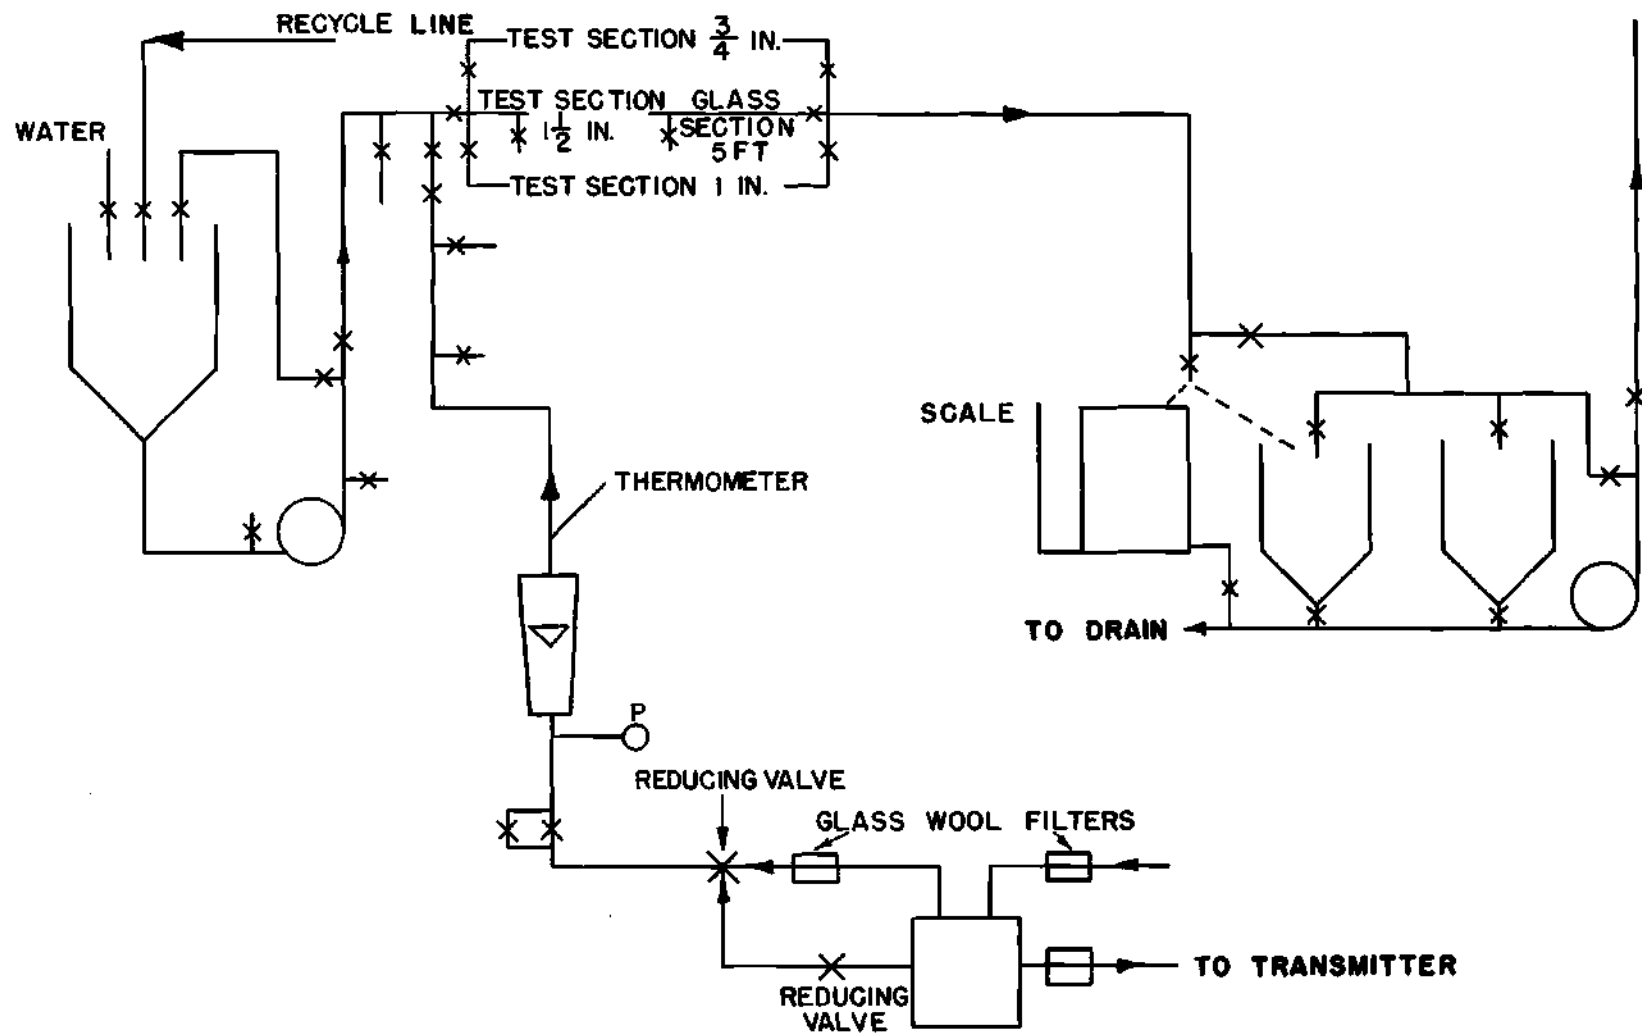 RECYCLE LINE
TEST SECTION 3/4 IN.
WATER
TEST SECTION 1 1/2 IN.
GLASS SECTION 5 FT
TEST SECTION 1 IN.
SCALE
THERMOMETER
TO DRAIN
P
REDUCING VALVE
GLASS WOOL FILTERS
TO TRANSMITTER
REDUCING
VALVE